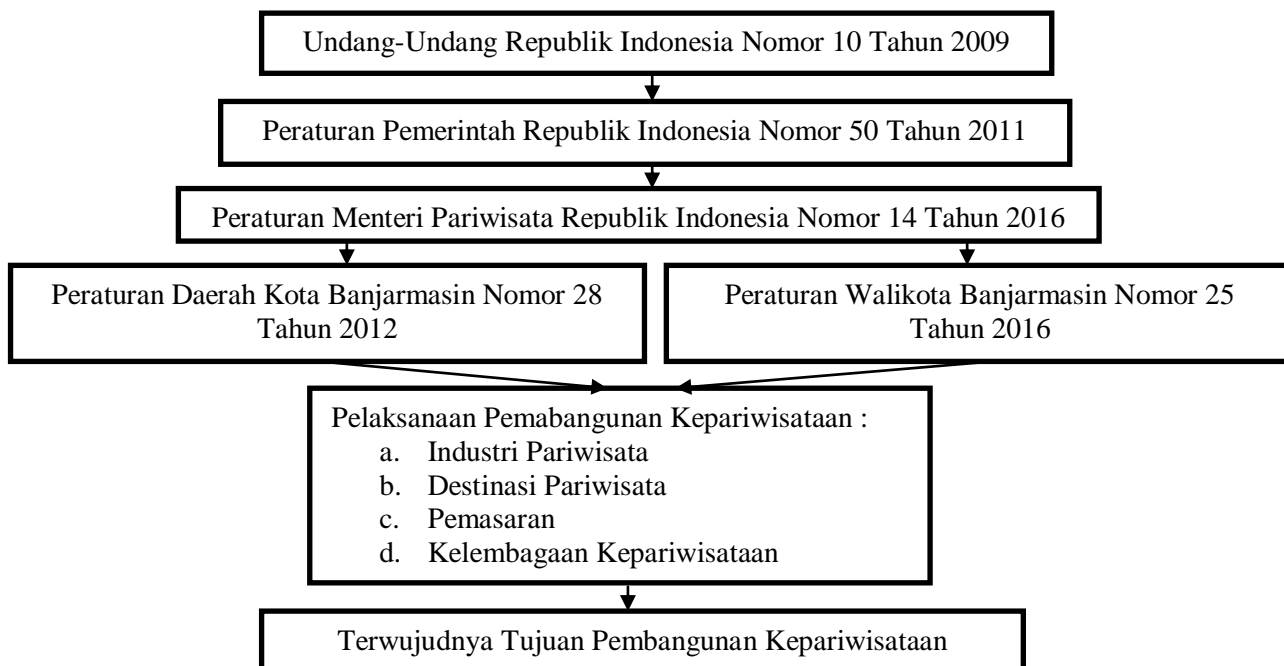 Undang-Undang Republik Indonesia Nomor 10 Tahun 2009
Peraturan Pemerintah Republik Indonesia Nomor 50 Tahun 2011
Peraturan Menteri Pariwisata Republik Indonesia Nomor 14 Tahun 2016
Peraturan Daerah Kota Banjarmasin Nomor 28
Tahun 2012
Peraturan Walikota Banjarmasin Nomor 25
Tahun 2016
Pelaksanaan Pemabangunan Kepariwisataan :
a. Industri Pariwisata
b. Destinasi Pariwisata
c. Pemasaran
d. Kelembagaan Kepariwisataan
Terwujudnya Tujuan Pembangunan Kepariwisataan